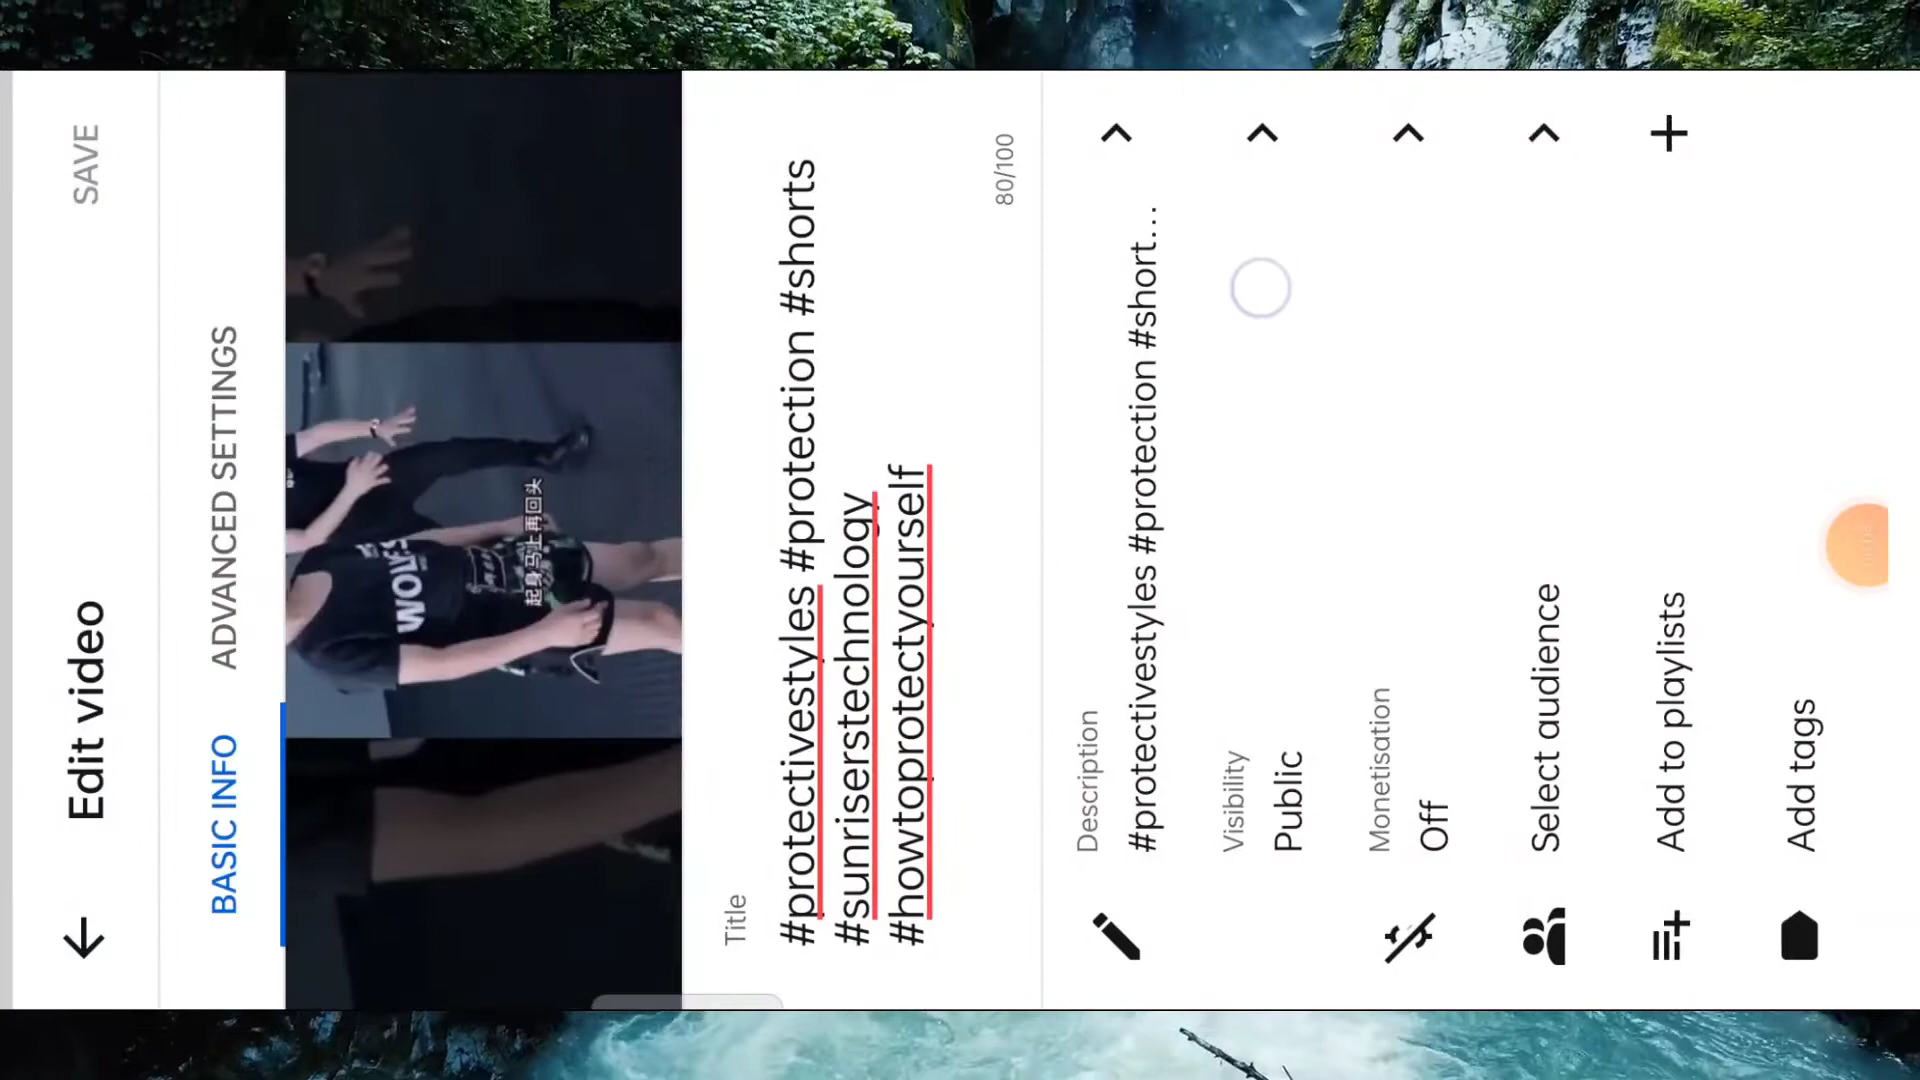 Edit video
SAVE
BASIC INFO
ADVANCED SETTINGS
起身马上再回头
Title
#protectivestyles #protection #shorts
#sunriserstechnology
#howtoprotectyourself
80/100
Description
#protectivestyles #protection #short...
Visibility
Public
Monetisation
Off
Select audience
Add to playlists
Add tags